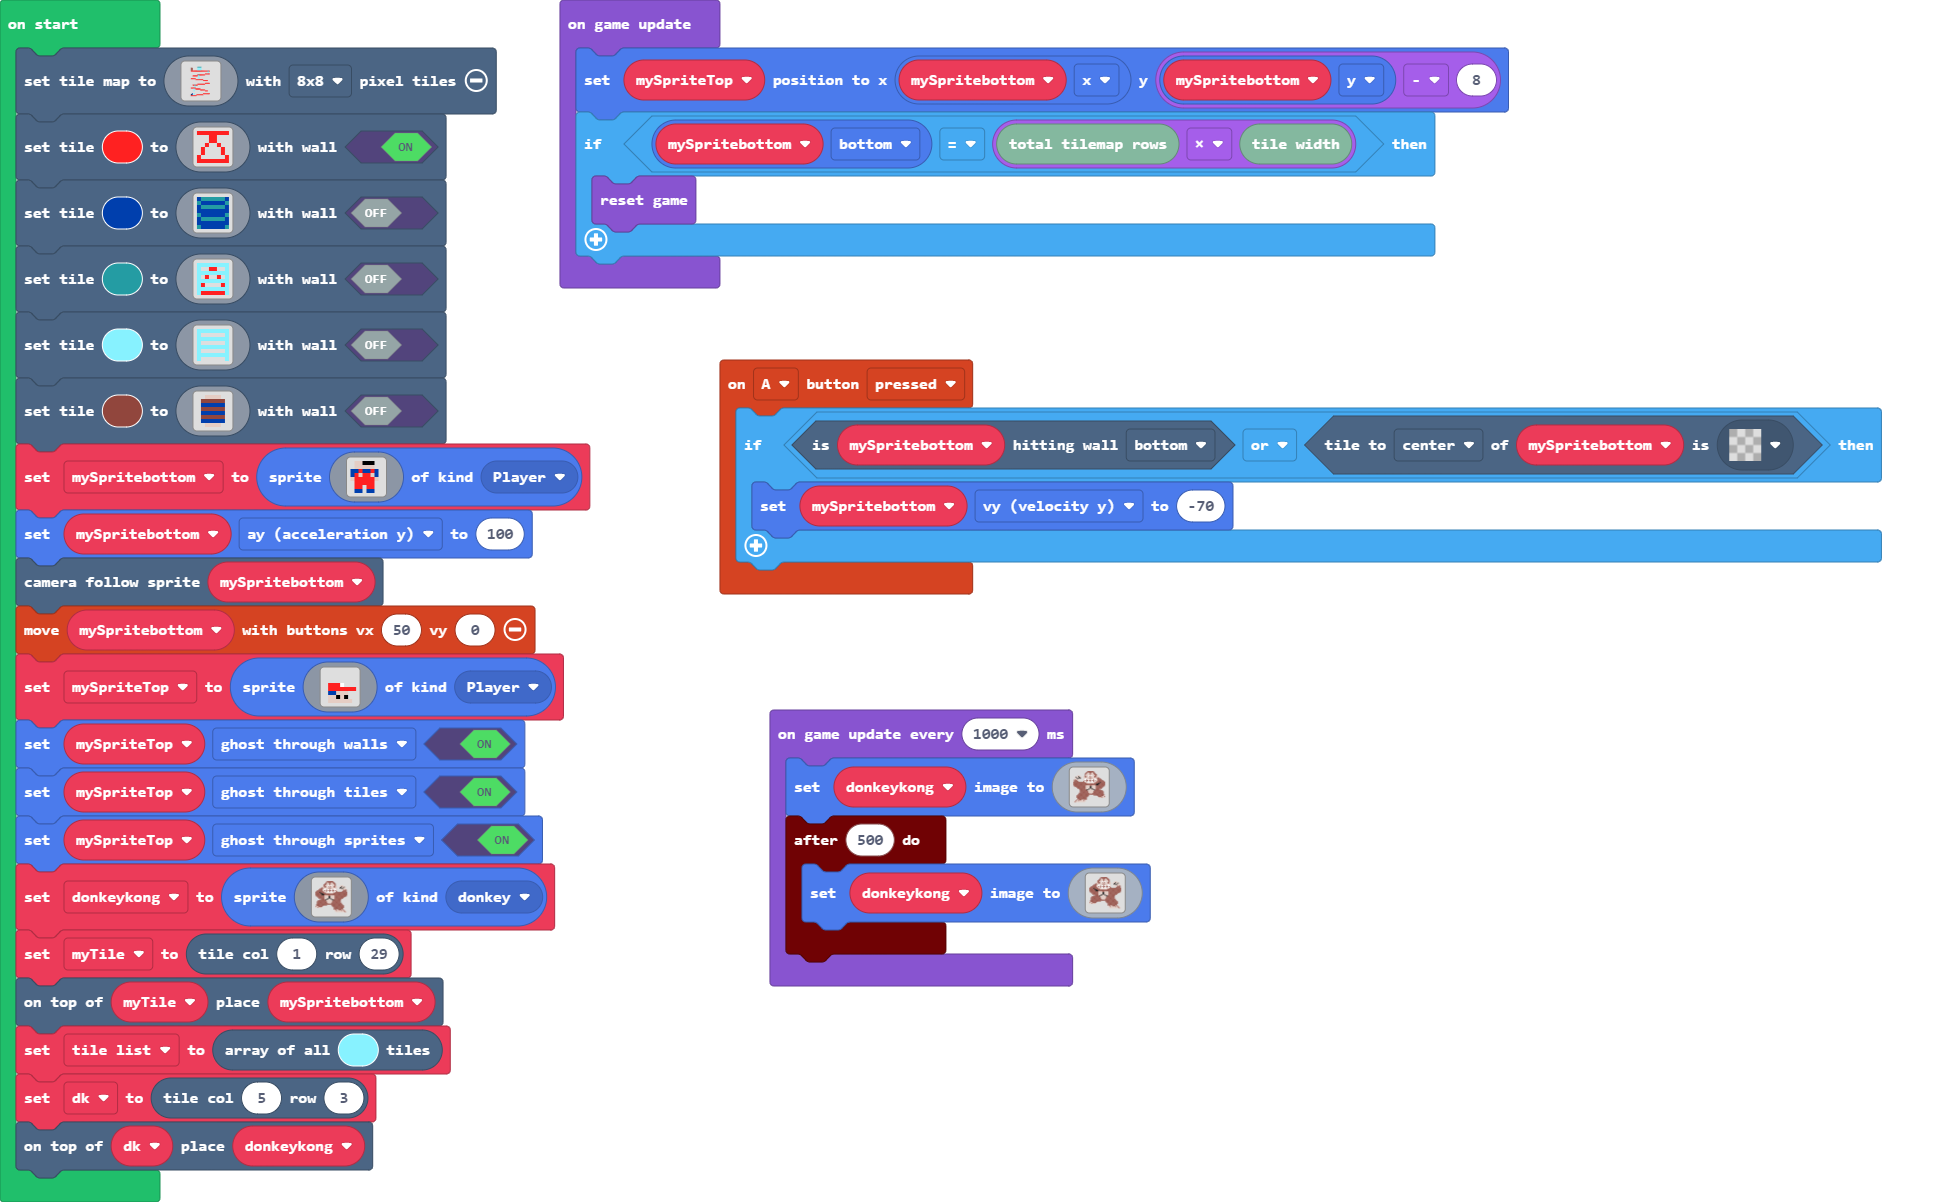 on start
set tile map to with 8x8 pixel tiles
set tile to with wall ON
set tile to with wall OFF
set tile to with wall OFF
set tile to with wall OFF
set tile to with wall OFF
set mySpritebottom to sprite of kind Player
set mySpritebottom ay (acceleration y) to 100
camera follow sprite mySpritebottom
move mySpritebottom with buttons vx 50 vy 0
set mySpriteTop to sprite of kind Player
set mySpriteTop ghost through walls ON
set mySpriteTop ghost through tiles ON
set mySpriteTop ghost through sprites ON
set donkeykong to sprite of kind donkey
set myTile to tile col 1 row 29
on top of myTile place mySpritebottom
set tile list to array of all tiles
set dk to tile col 5 row 3
on top of dk place donkeykong
on game update
set mySpriteTop position to x mySpritebottom x y mySpritebottom y - 8
if mySpritebottom bottom = total tilemap rows × tile width then
reset game
on A button pressed
if is mySpritebottom hitting wall bottom or tile to center of mySpritebottom is then
set mySpritebottom vy (velocity y) to -70
on game update every 1000 ms
set donkeykong image to
after 500 do
set donkeykong image to